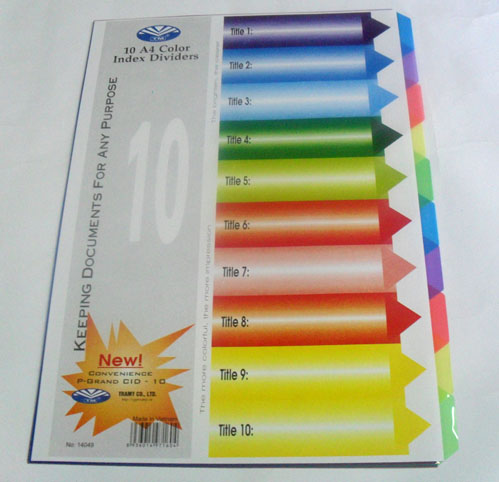 10 A4 Color
Index Dividers
KEEPING DOCUMENTS FOR ANY PURPOSE
10
The more colorful, the more impression
Title 1:
Title 2:
Title 3:
Title 4:
Title 5:
Title 6:
Title 7:
Title 8:
Title 9:
Title 10:
New!
CONVENIENCE
P-GRAND CID - 10
TRAMY CO., LTD.
Made in Vietnam
No: 14049